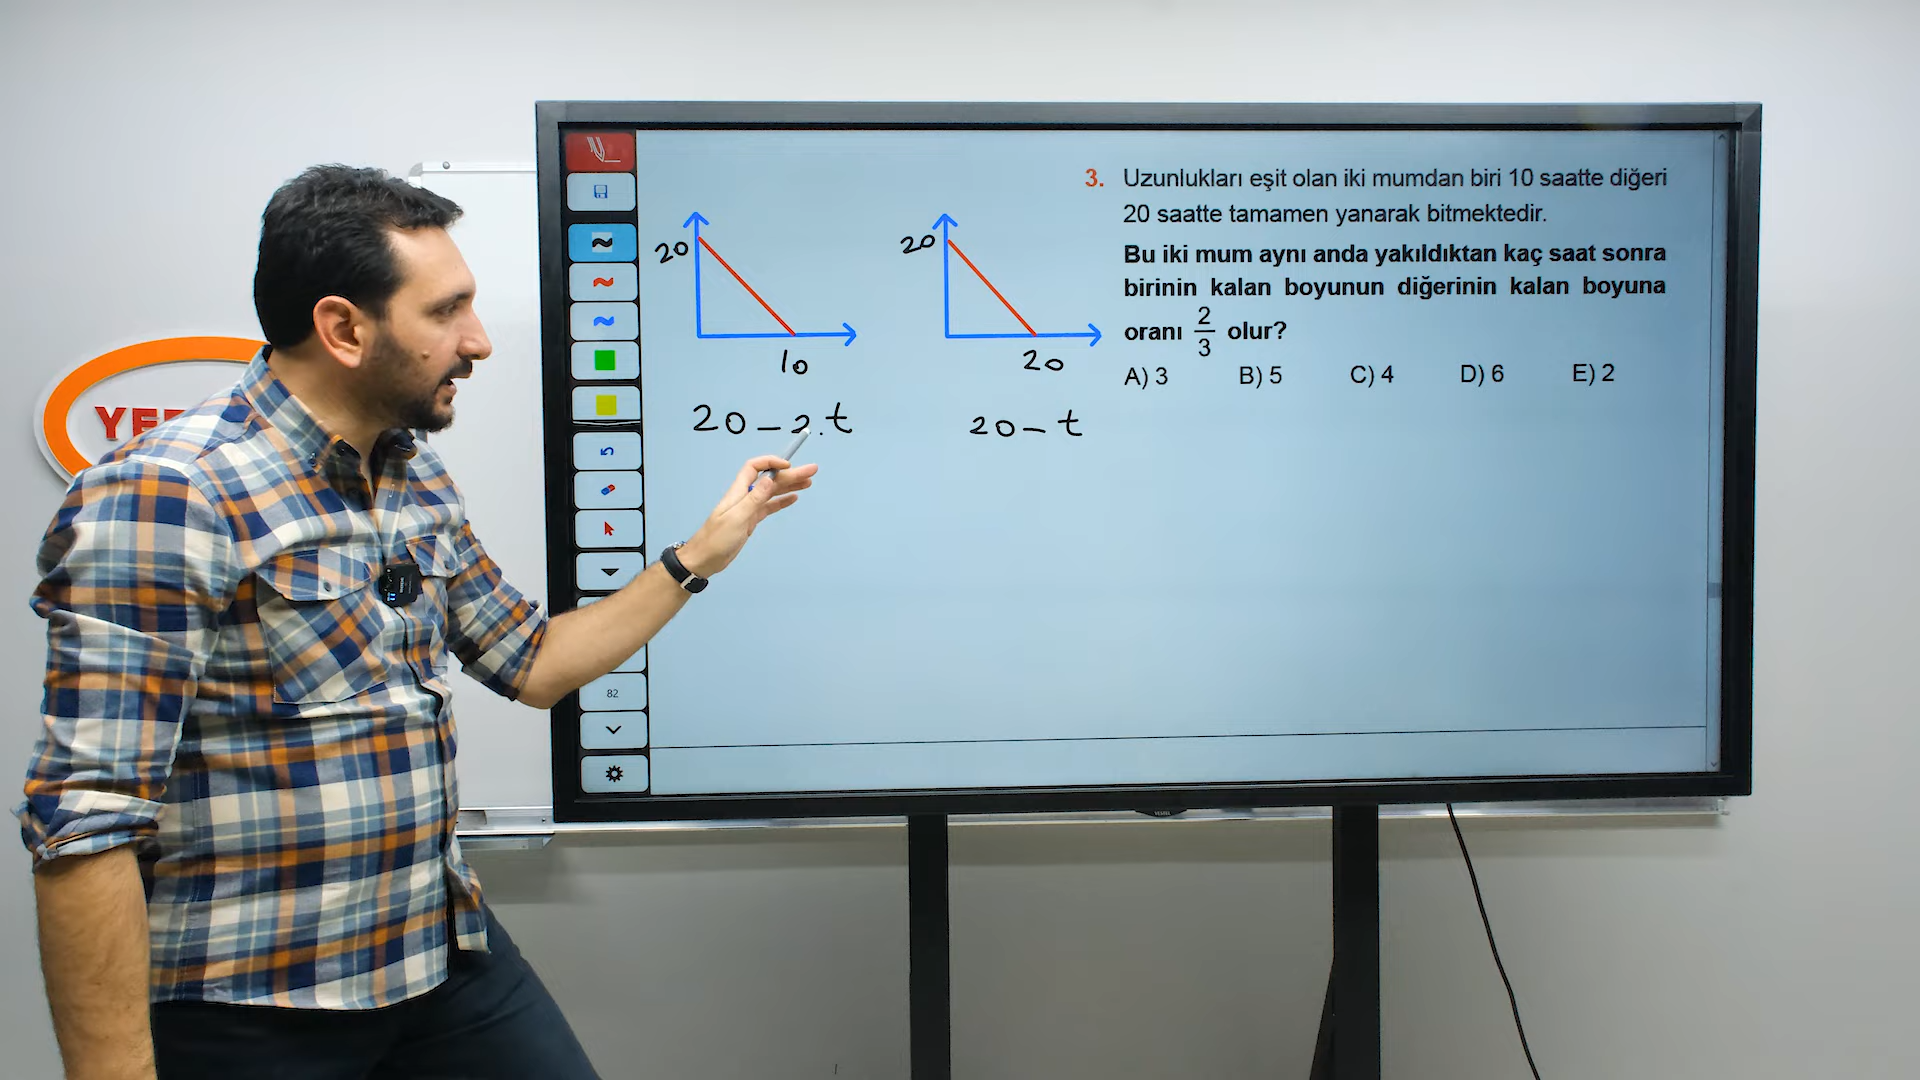 3. Uzunlukları eşit olan iki mumdan biri 10 saatte diğeri
20 saatte tamamen yanarak bitmektedir.
Bu iki mum aynı anda yakıldıktan kaç saat sonra
birinin kalan boyunun diğerinin kalan boyuna
oranı 2/3 olur?
A) 3 B) 5 C) 4 D) 6 E) 2
20
10
20 - 2.t
20
20
20 - t
82